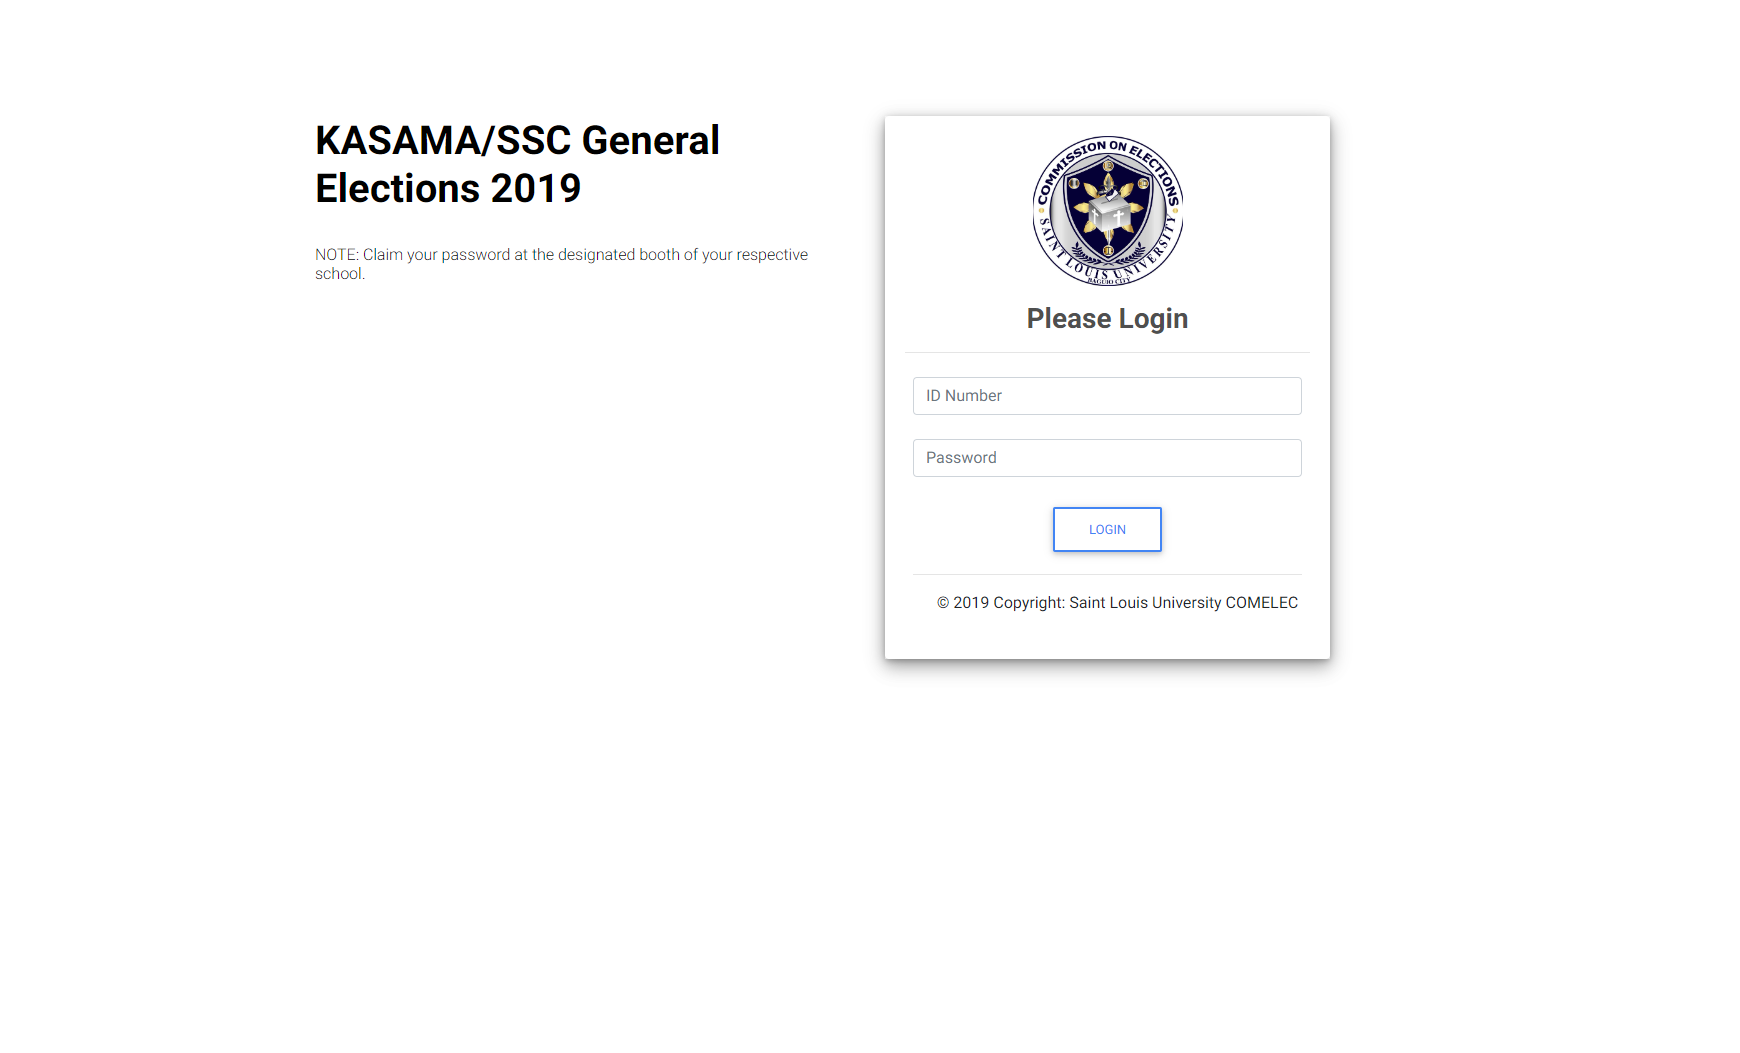 KASAMA/SSC General
Elections 2019
NOTE: Claim your password at the designated booth of your respective
school.
COMMISSION ON ELECTIONS
SAINT LOUIS UNIVERSITY
BAGUIO CITY
Please Login
ID Number
Password
LOGIN
© 2019 Copyright: Saint Louis University COMELEC